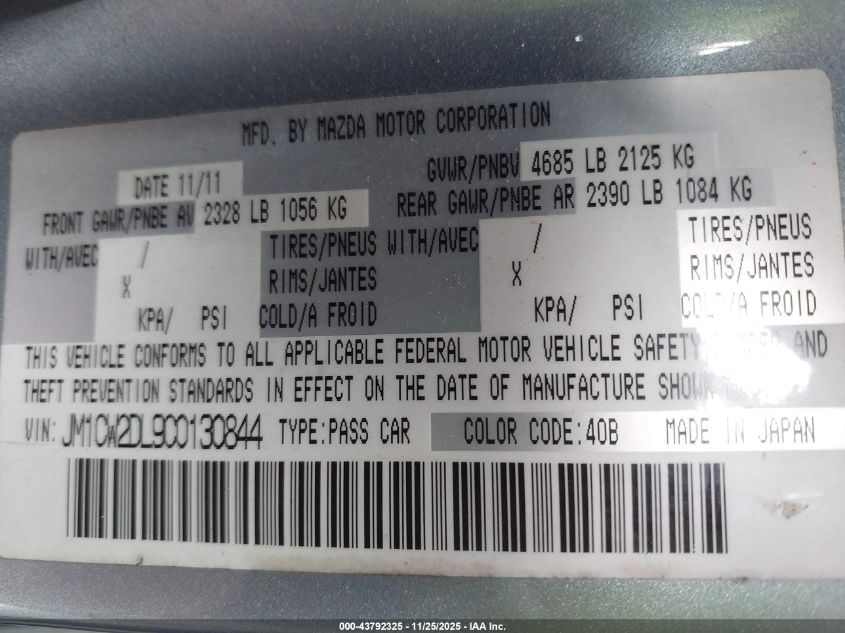 MFD. BY MAZDA MOTOR CORPORATION
DATE 11/11
GVWR/PNBV 4685 LB 2125 KG
FRONT GAWR/PNBE AV 2328 LB 1056 KG
REAR GAWR/PNBE AR 2390 LB 1084 KG
WITH/AVEC / TIRES/PNEUS WITH/AVEC / TIRES/PNEUS
X RIMS/JANTES X RIMS/JANTES
KPA/ PSI COLD/A FROID KPA/ PSI COLD/A FROID
THIS VEHICLE CONFORMS TO ALL APPLICABLE FEDERAL MOTOR VEHICLE SAFETY AND
THEFT PREVENTION STANDARDS IN EFFECT ON THE DATE OF MANUFACTURE SHOWN
VIN: JM1CW2DL9C0130844 TYPE:PASS CAR COLOR CODE:40B MADE IN JAPAN
000-43792325 - 11/25/2025 - IAA Inc.